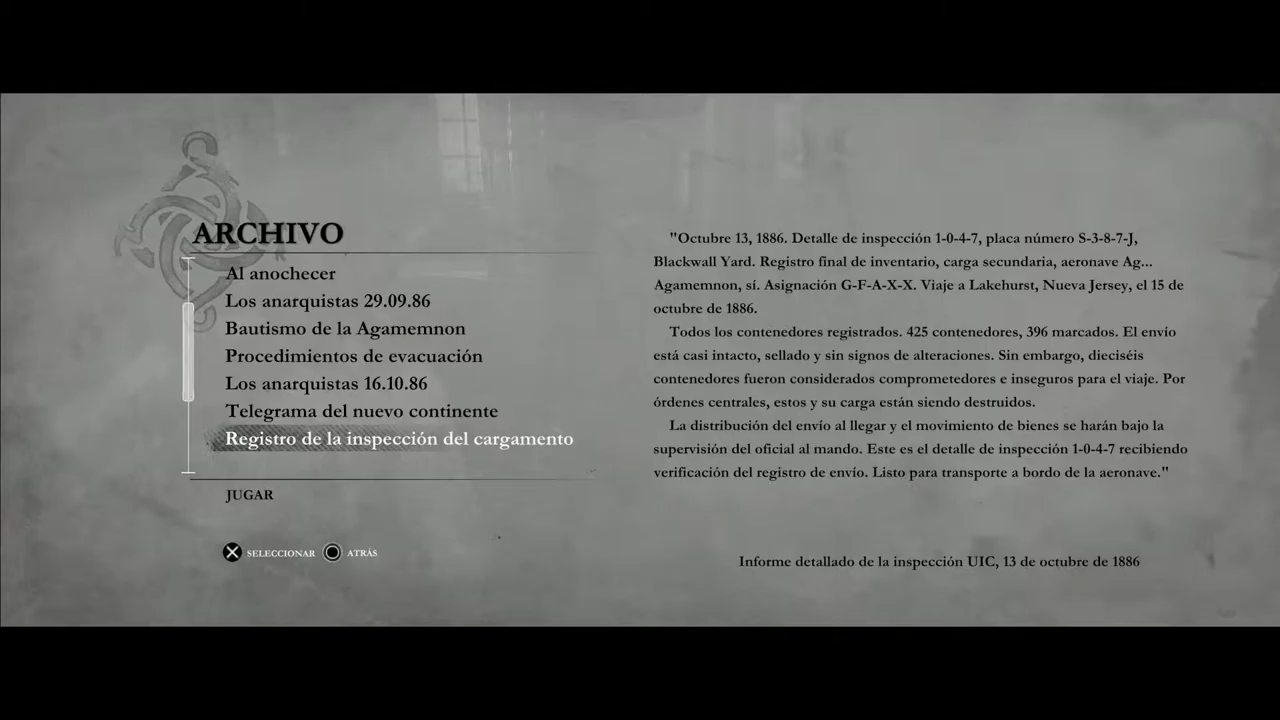 ARCHIVO
Al anochecer
Los anarquistas 29.09.86
Bautismo de la Agamemnon
Procedimientos de evacuación
Los anarquistas 16.10.86
Telegrama del nuevo continente
Registro de la inspección del cargamento
JUGAR
SELECCIONAR ATRÁS
"Octubre 13, 1886. Detalle de inspección 1-0-4-7, placa número S-3-8-7-J,
Blackwall Yard. Registro final de inventario, carga secundaria, aeronave Ag...
Agamemnon, sí. Asignación G-F-A-X-X. Viaje a Lakehurst, Nueva Jersey, el 15 de
octubre de 1886.
Todos los contenedores registrados. 425 contenedores, 396 marcados. El envío
está casi intacto, sellado y sin signos de alteraciones. Sin embargo, dieciséis
contenedores fueron considerados comprometedores e inseguros para el viaje. Por
órdenes centrales, estos y su carga están siendo destruidos.
La distribución del envío al llegar y el movimiento de bienes se harán bajo la
supervisión del oficial al mando. Este es el detalle de inspección 1-0-4-7 recibiendo
verificación del registro de envío. Listo para transporte a bordo de la aeronave."
Informe detallado de la inspección UIC, 13 de octubre de 1886